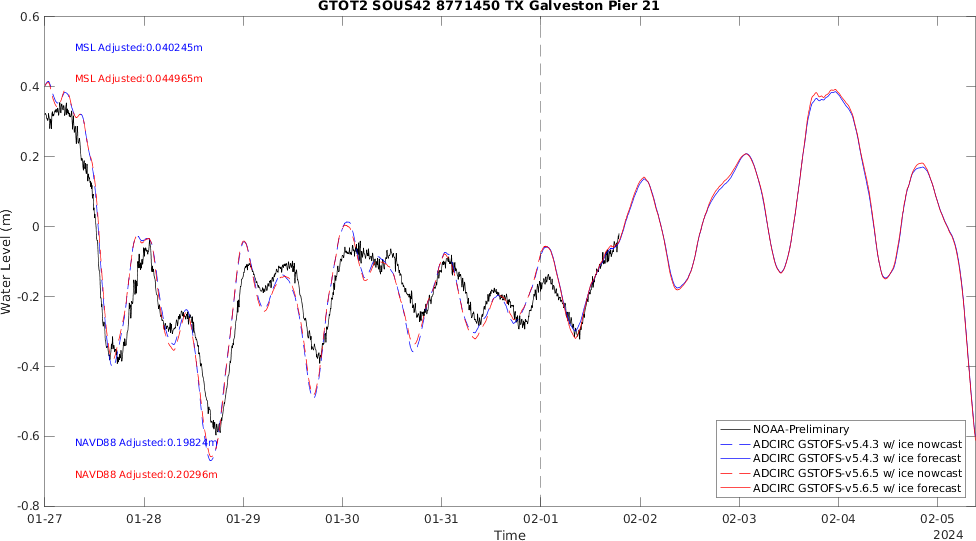 GTOT2 SOUS42 8771450 TX Galveston Pier 21
0.6
MSL Adjusted:0.040245m
MSL Adjusted:0.044965m
0.4
0.2
0
-0.2
-0.4
-0.6
-0.8
Water Level (m)
NAVD88 Adjusted:0.19824m
NAVD88 Adjusted:0.20296m
NOAA-Preliminary
ADCIRC GSTOFS-v5.4.3 w/ ice nowcast
ADCIRC GSTOFS-v5.4.3 w/ ice forecast
ADCIRC GSTOFS-v5.6.5 w/ ice nowcast
ADCIRC GSTOFS-v5.6.5 w/ ice forecast
01-27 01-28 01-29 01-30 01-31 02-01 02-02 02-03 02-04 02-05
Time
2024